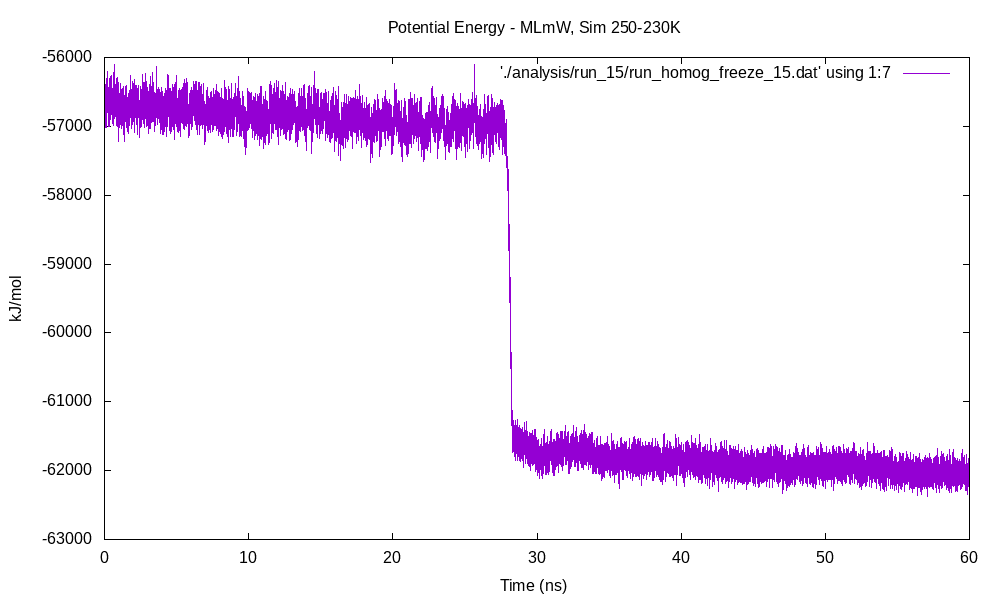 Potential Energy - MLmW, Sim 250-230K
'./analysis/run_15/run_homog_freeze_15.dat' using 1:7
-56000
-57000
-58000
-59000
-60000
-61000
-62000
-63000
kJ/mol
0 10 20 30 40 50 60
Time (ns)